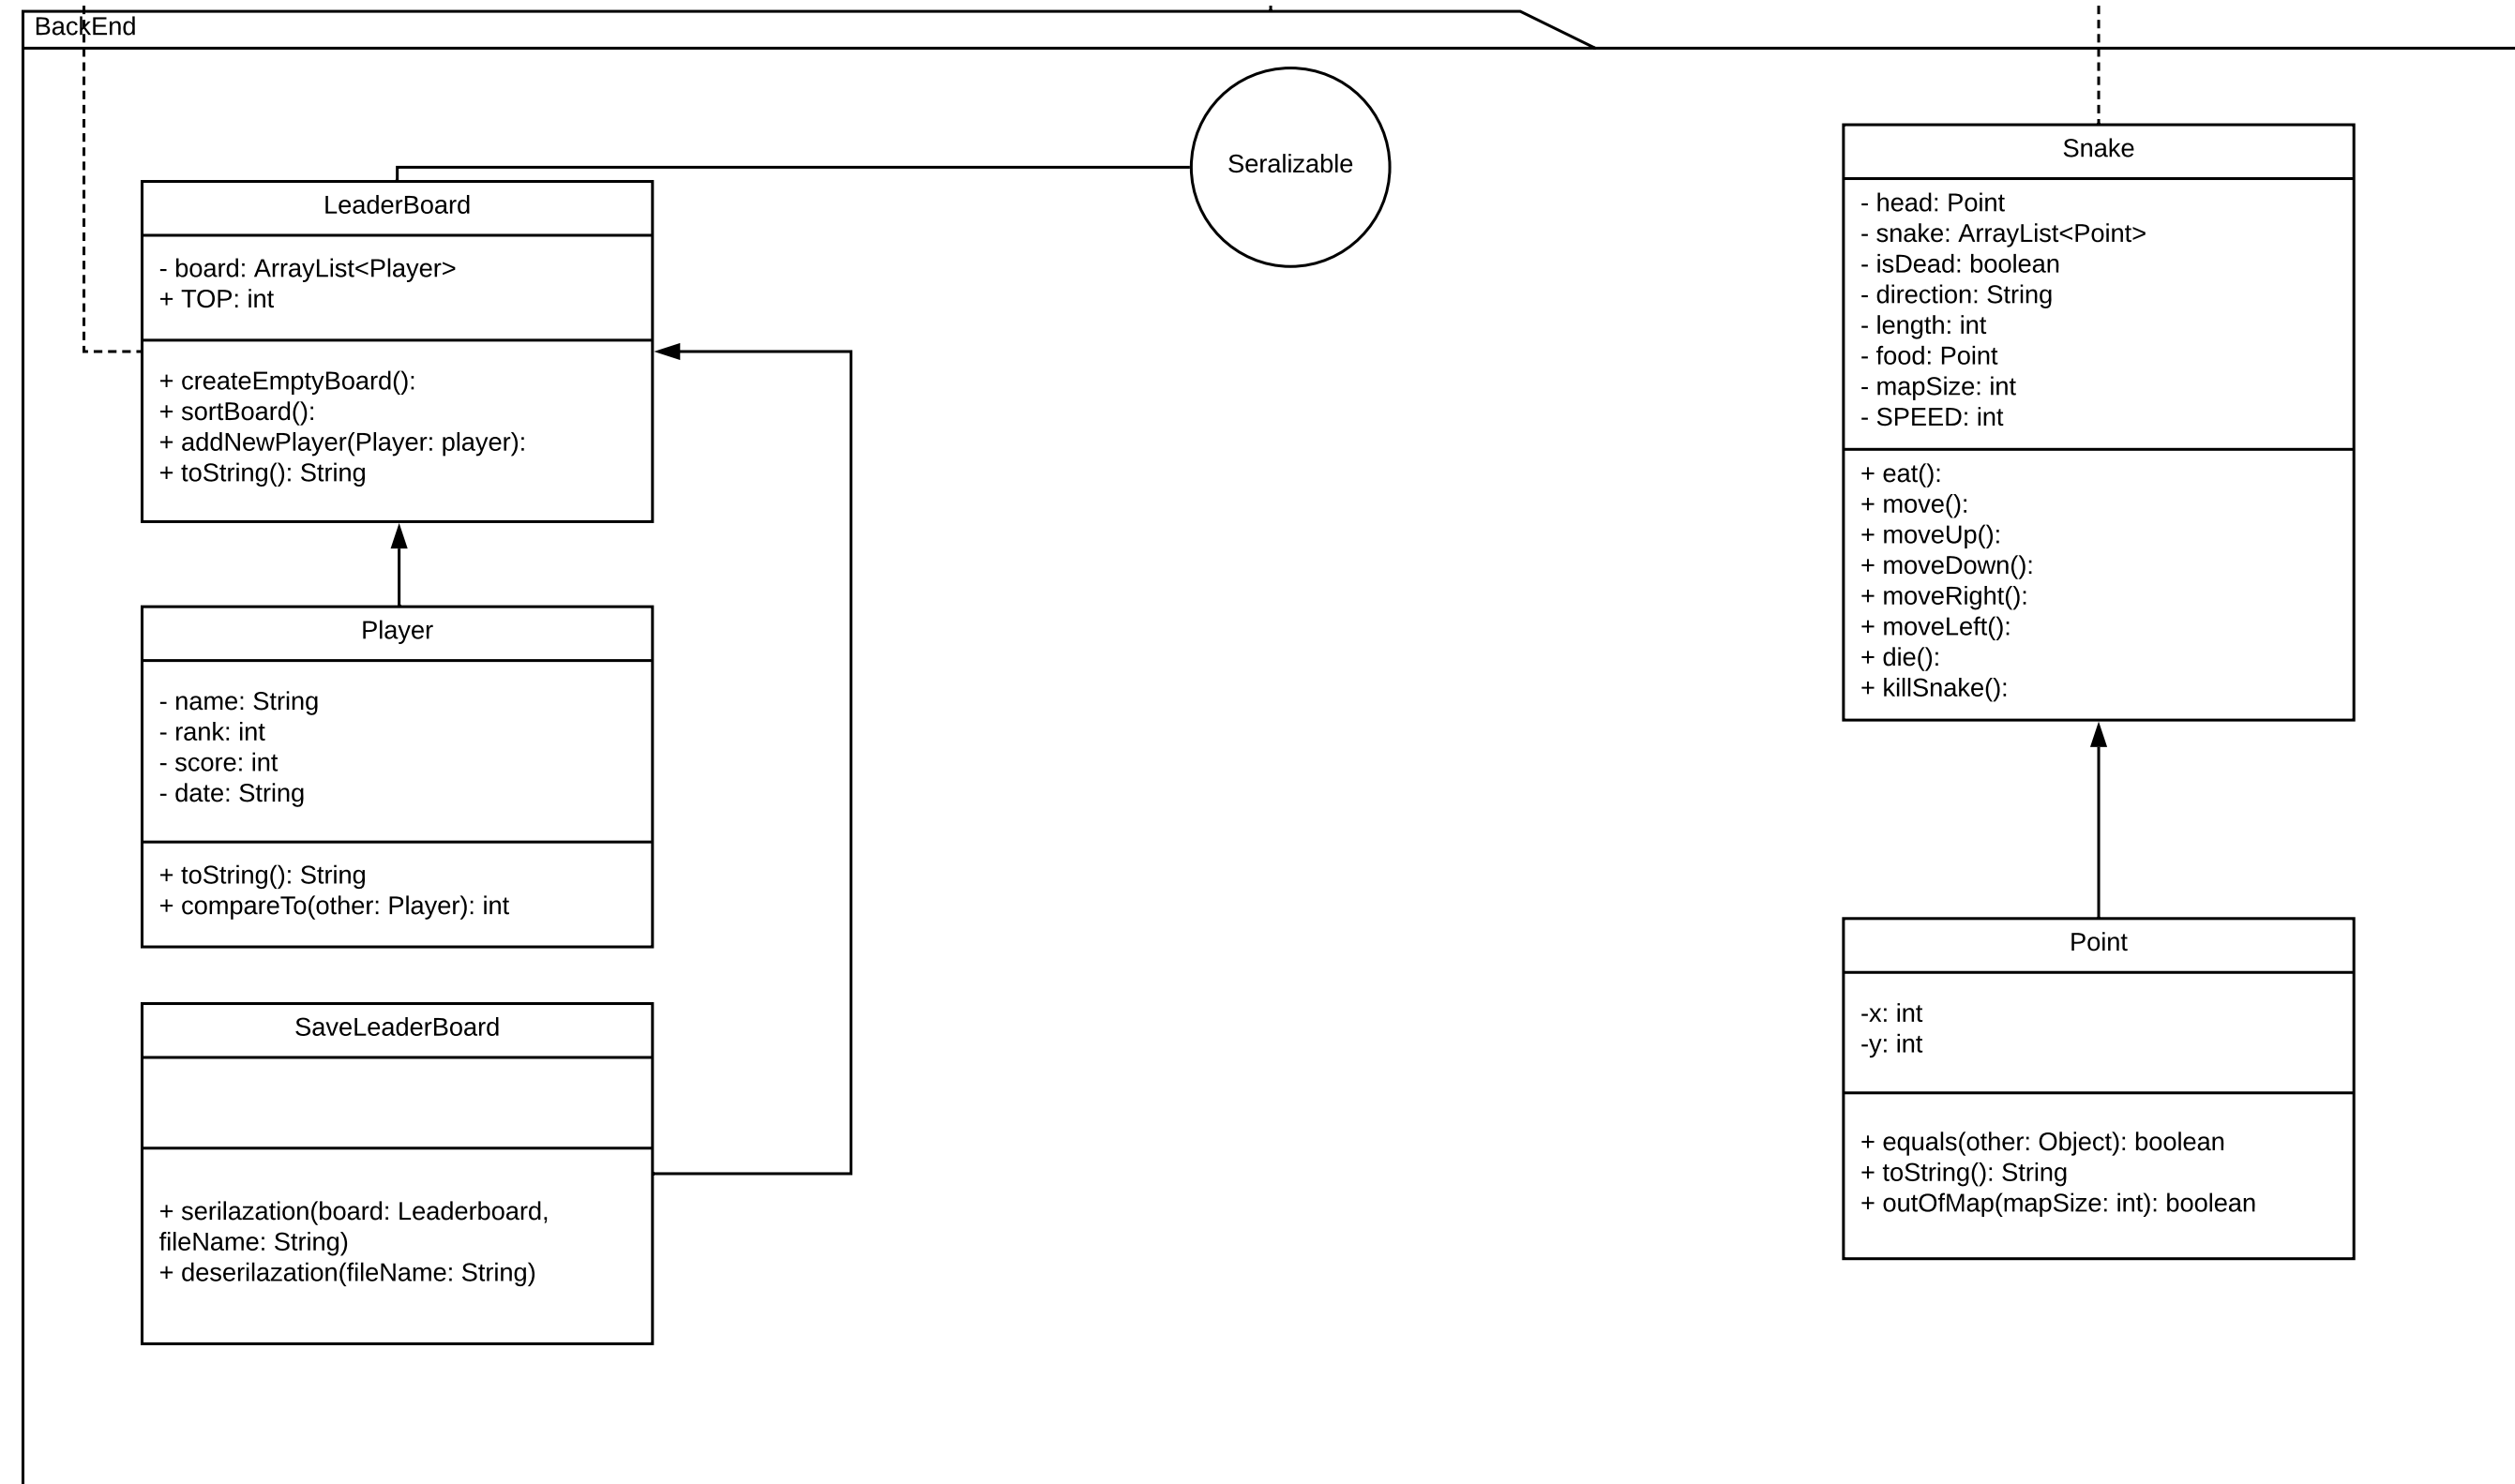 BackEnd
Seralizable
LeaderBoard
- board: ArrayList<Player>
+ TOP: int
+ createEmptyBoard():
+ sortBoard():
+ addNewPlayer(Player: player):
+ toString(): String
Player
- name: String
- rank: int
- score: int
- date: String
+ toString(): String
+ compareTo(other: Player): int
SaveLeaderBoard
+ serilazation(board: Leaderboard,
fileName: String)
+ deserilazation(fileName: String)
Snake
- head: Point
- snake: ArrayList<Point>
- isDead: boolean
- direction: String
- length: int
- food: Point
- mapSize: int
- SPEED: int
+ eat():
+ move():
+ moveUp():
+ moveDown():
+ moveRight():
+ moveLeft():
+ die():
+ killSnake():
Point
-x: int
-y: int
+ equals(other: Object): boolean
+ toString(): String
+ outOfMap(mapSize: int): boolean